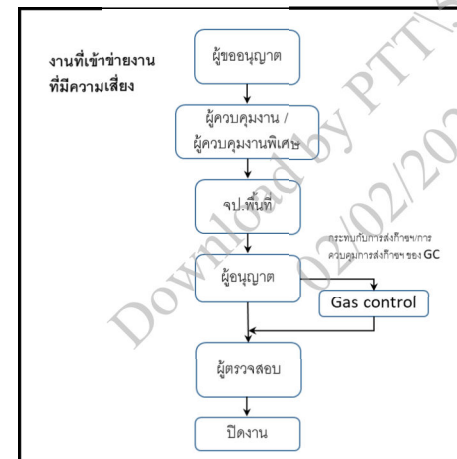 งานที่เข้าข่ายงาน
ที่มีความเสี่ยง
ผู้ขออนุญาต
ผู้ควบคุมงาน /
ผู้ควบคุมงานพิเศษ
จป.พื้นที่
กระทบกับการส่งก๊าซฯ/การ
ควบคุมการส่งก๊าซฯ ของ GC
ผู้อนุญาต
Gas control
ผู้ตรวจสอบ
ปิดงาน
Download by PTT\
02/02/202